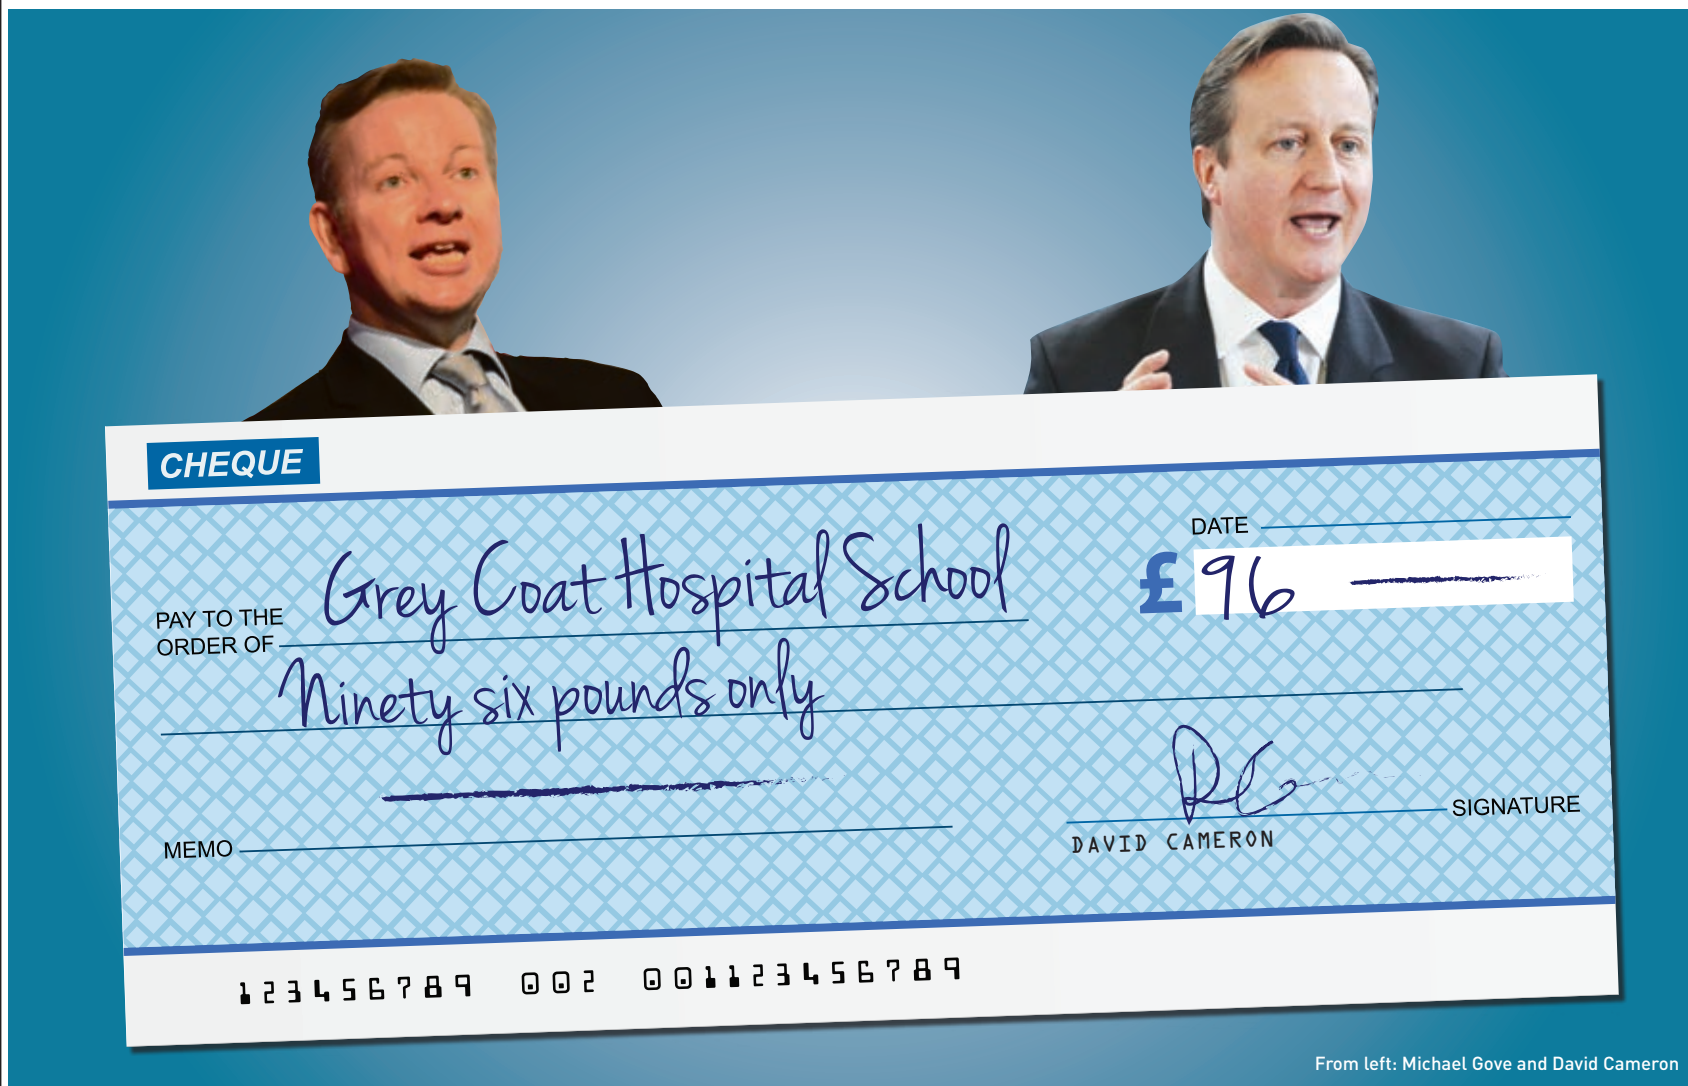 CHEQUE
DATE
PAY TO THE
ORDER OF
Grey Coat Hospital School
£96
Ninety six pounds only
MEMO
SIGNATURE
DAVID CAMERON
123456789 002 001123456789
From left: Michael Gove and David Cameron